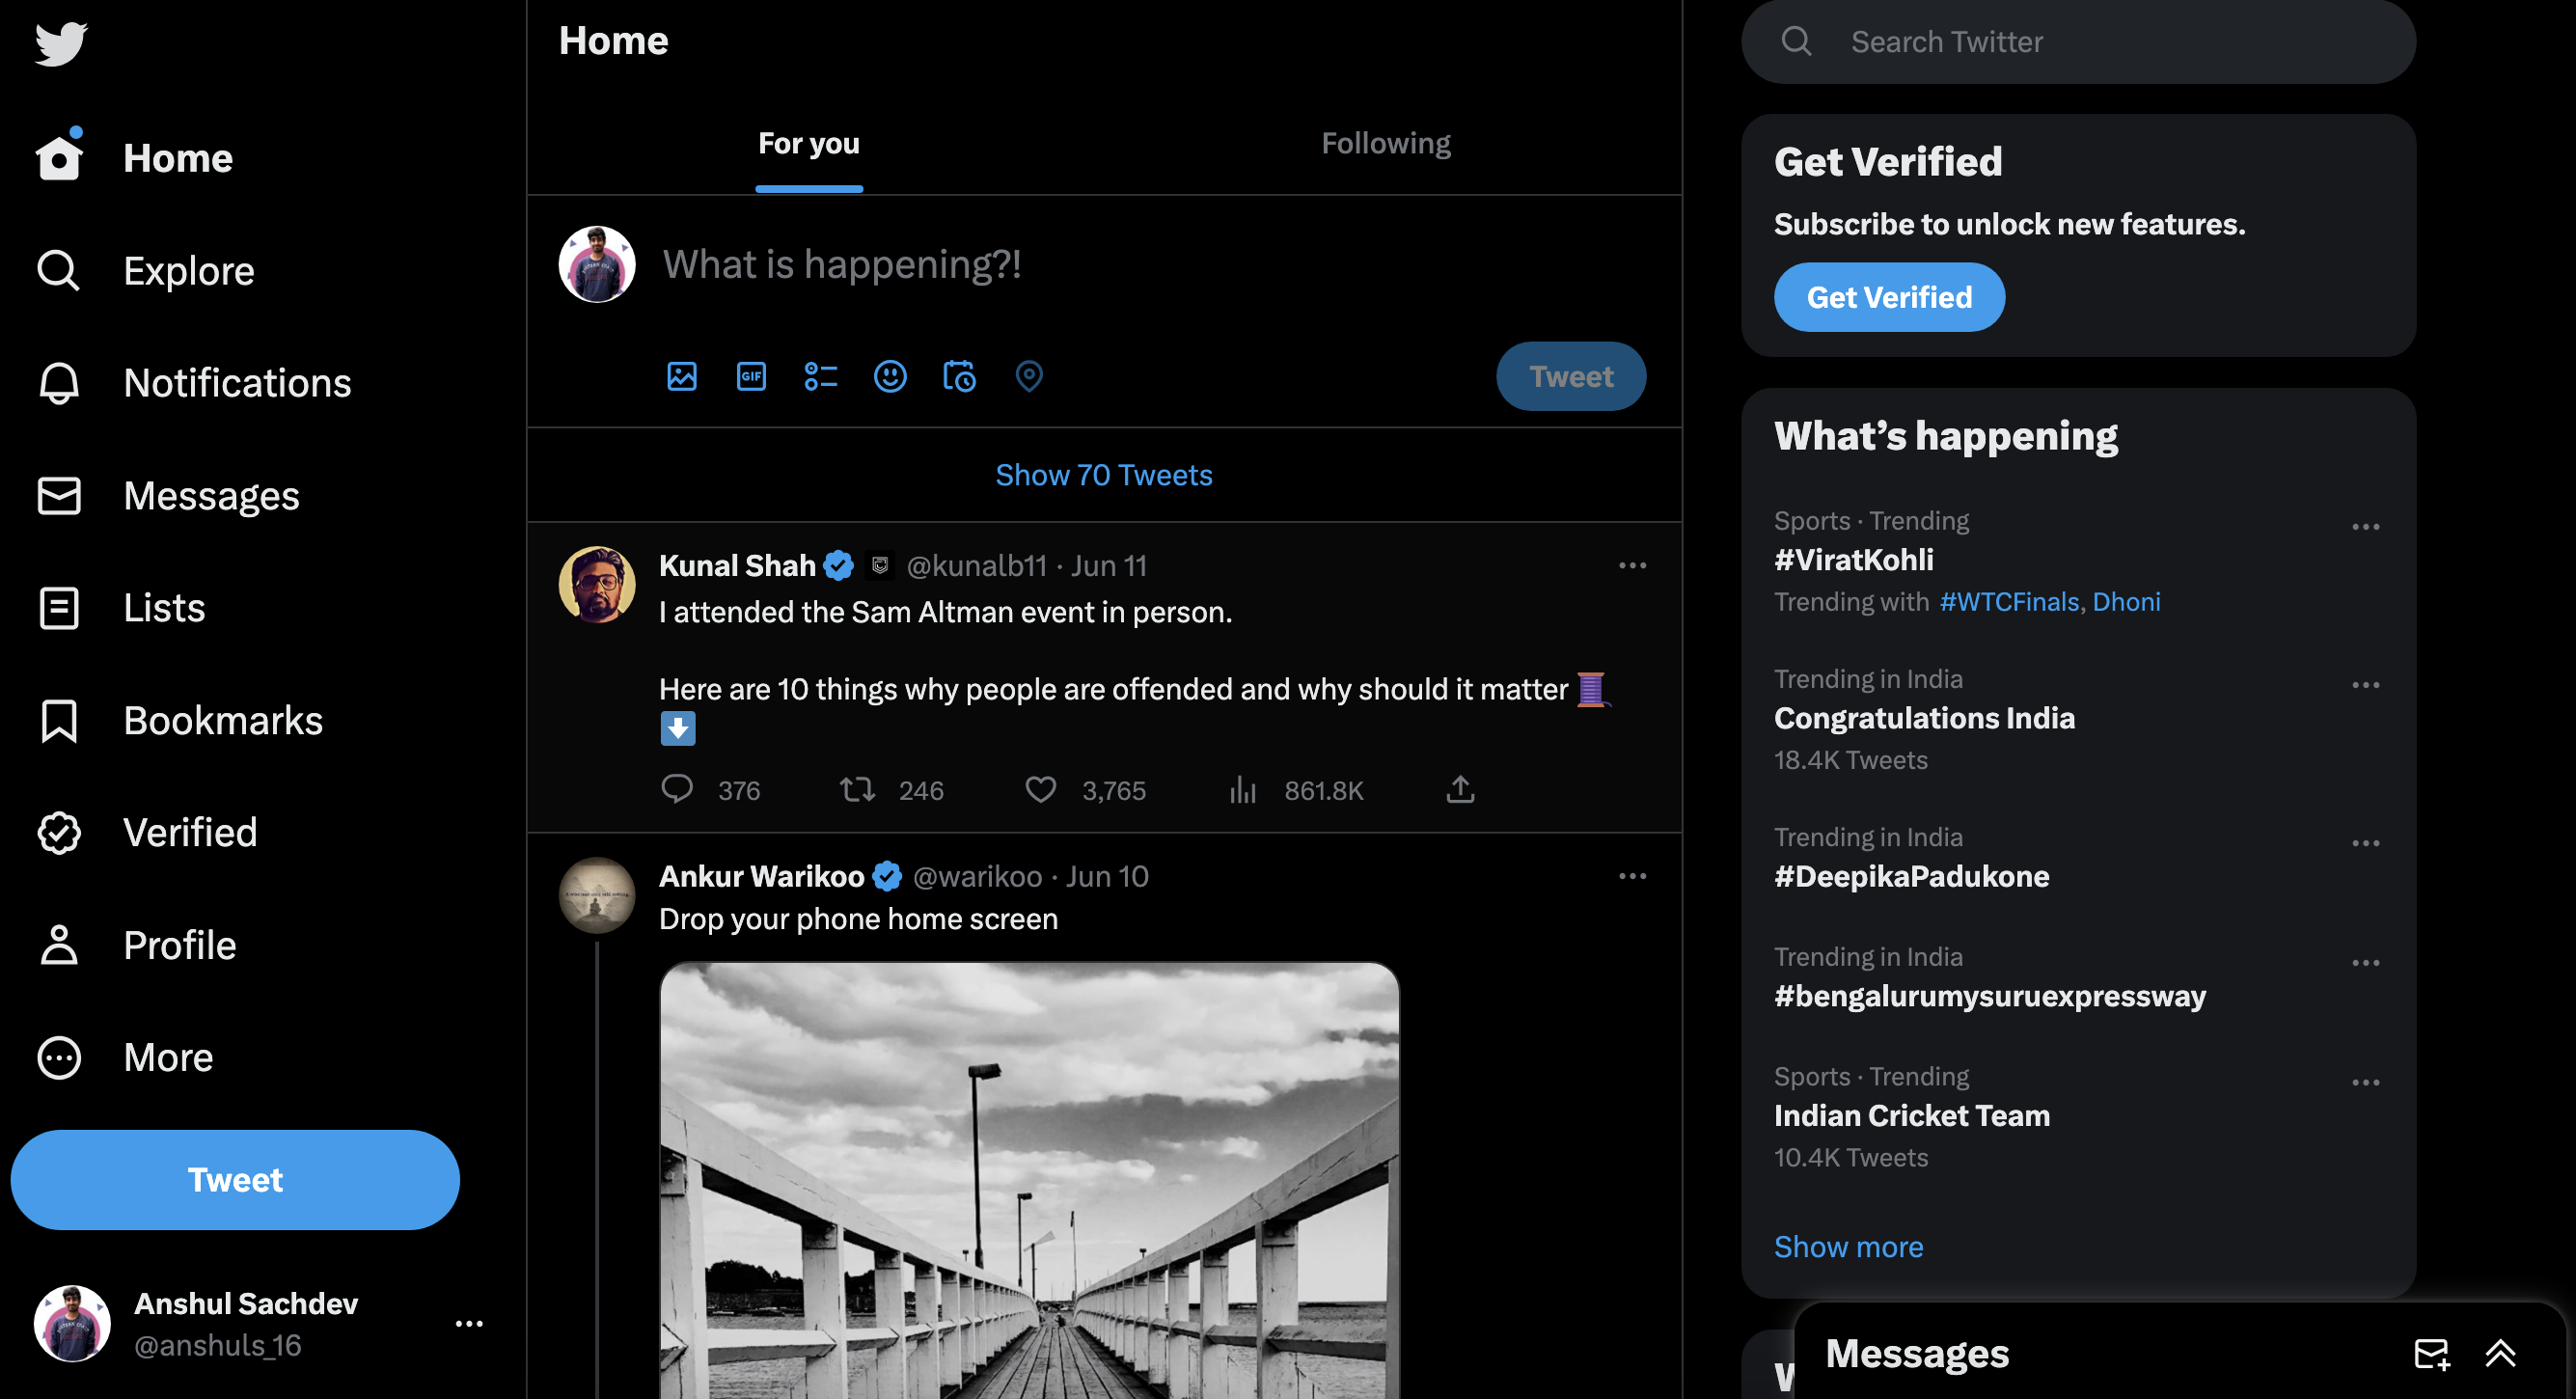 Home
Explore
Notifications
Messages
Lists
Bookmarks
Verified
Profile
More
Tweet
Anshul Sachdev
@anshuls_16
Home
For you
Following
What is happening?!
GIF
Tweet
Show 70 Tweets
Kunal Shah @kunalb11 · Jun 11
I attended the Sam Altman event in person.
Here are 10 things why people are offended and why should it matter 🧵
⬇️
376 246 3,765 861.8K
Ankur Warikoo @warikoo · Jun 10
Drop your phone home screen
Search Twitter
Get Verified
Subscribe to unlock new features.
Get Verified
What’s happening
Sports · Trending
#ViratKohli
Trending with #WTCFinals, Dhoni
Trending in India
Congratulations India
18.4K Tweets
Trending in India
#DeepikaPadukone
Trending in India
#bengalurumysuruexpressway
Sports · Trending
Indian Cricket Team
10.4K Tweets
Show more
Messages